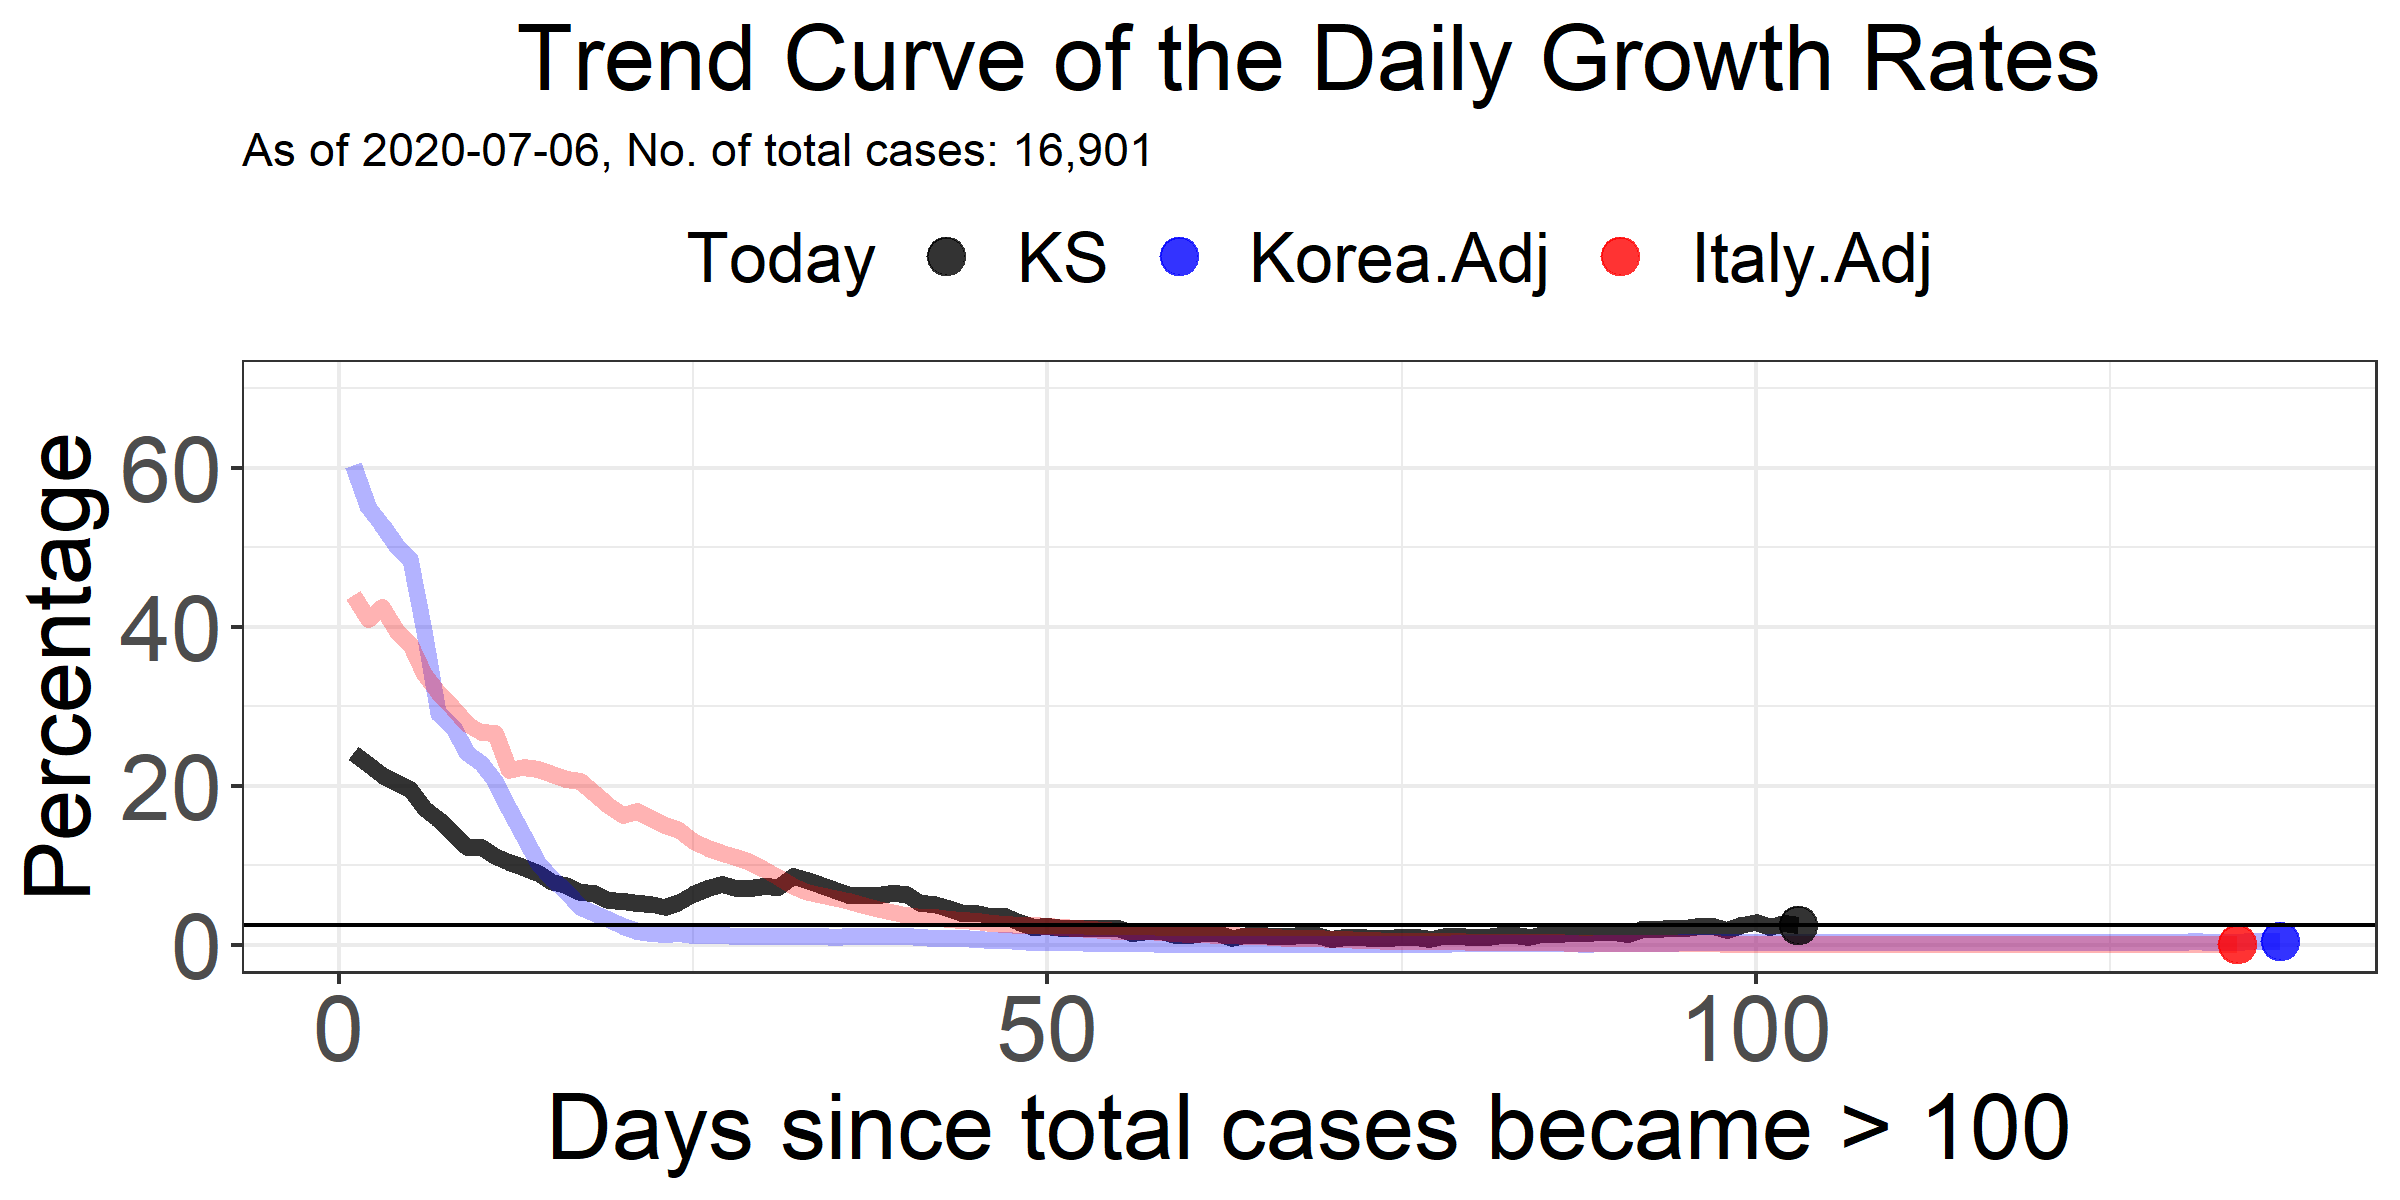 Trend Curve of the Daily Growth Rates
As of 2020-07-06, No. of total cases: 16,901
Today KS Korea.Adj Italy.Adj
Percentage
60
40
20
0
0 50 100
Days since total cases became > 100